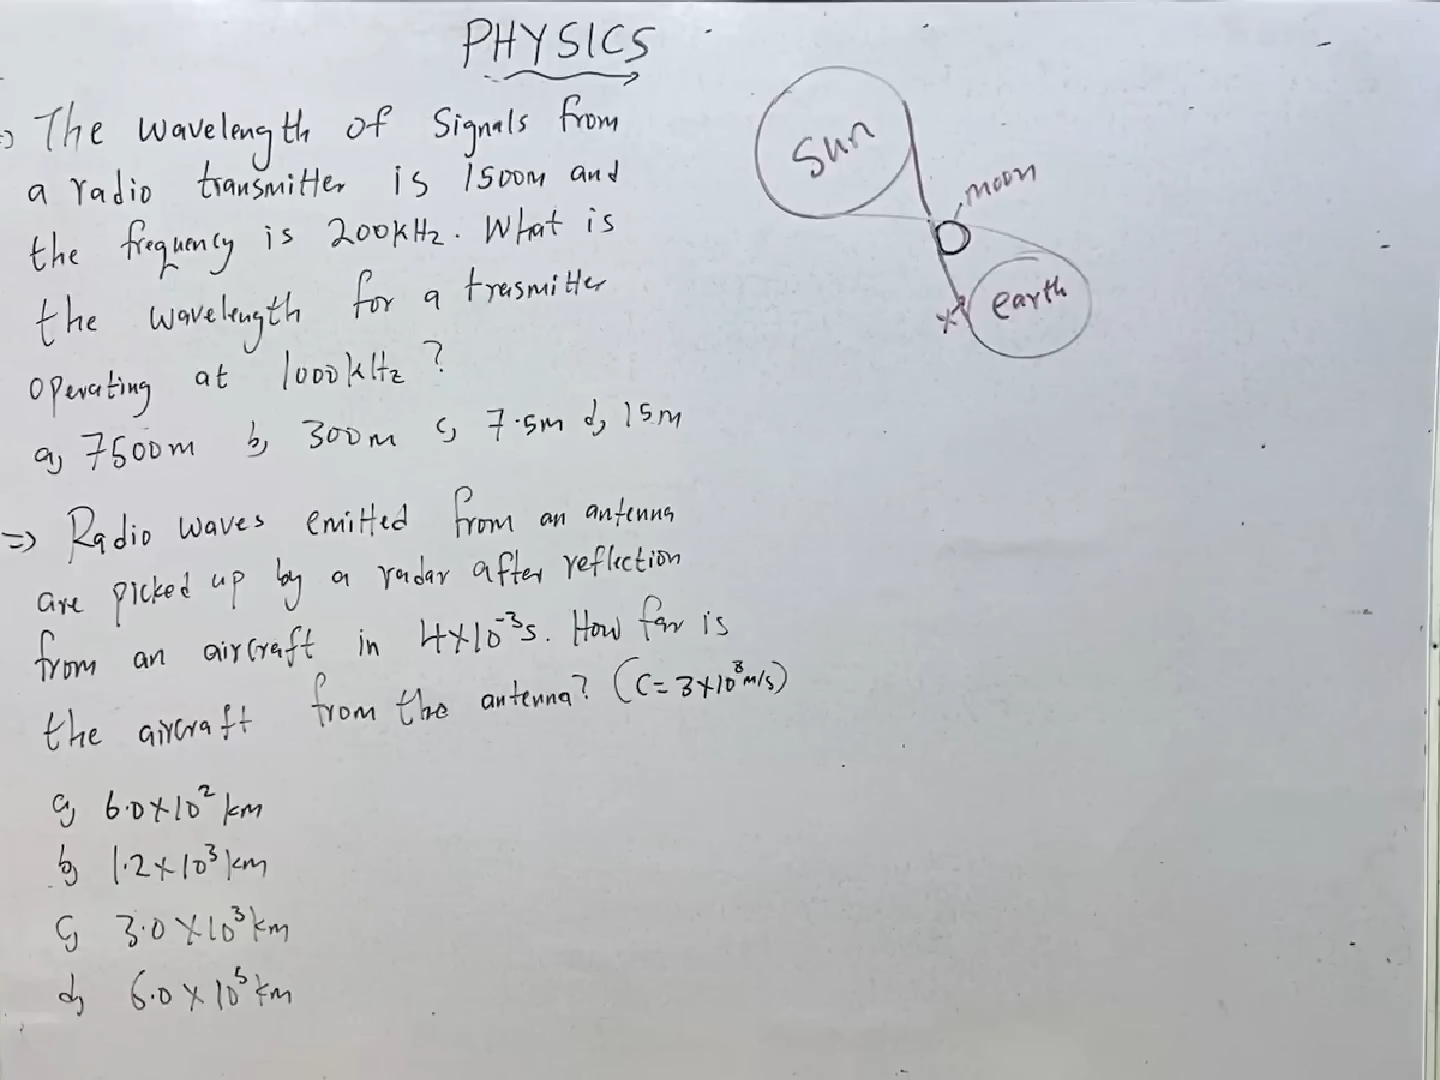 PHYSICS
=> The wavelength of Signals from
a radio transmitter is 1500m and
the frequency is 200kHz. What is
the wavelength for a trasmitter
operating at 1000kHz?
a, 7500m b, 300m c, 7.5m d, 15m
=> Radio waves emitted from an antenna
are picked up by a radar after reflection
from an aircraft in 4×10⁻³s. How far is
the aircraft from the antenna? (C=3×10⁸m/s)
a, 6.0×10² km
b, 1.2×10³ km
c, 3.0×10³ km
d, 6.0×10⁵ km
Sun
moon
earth